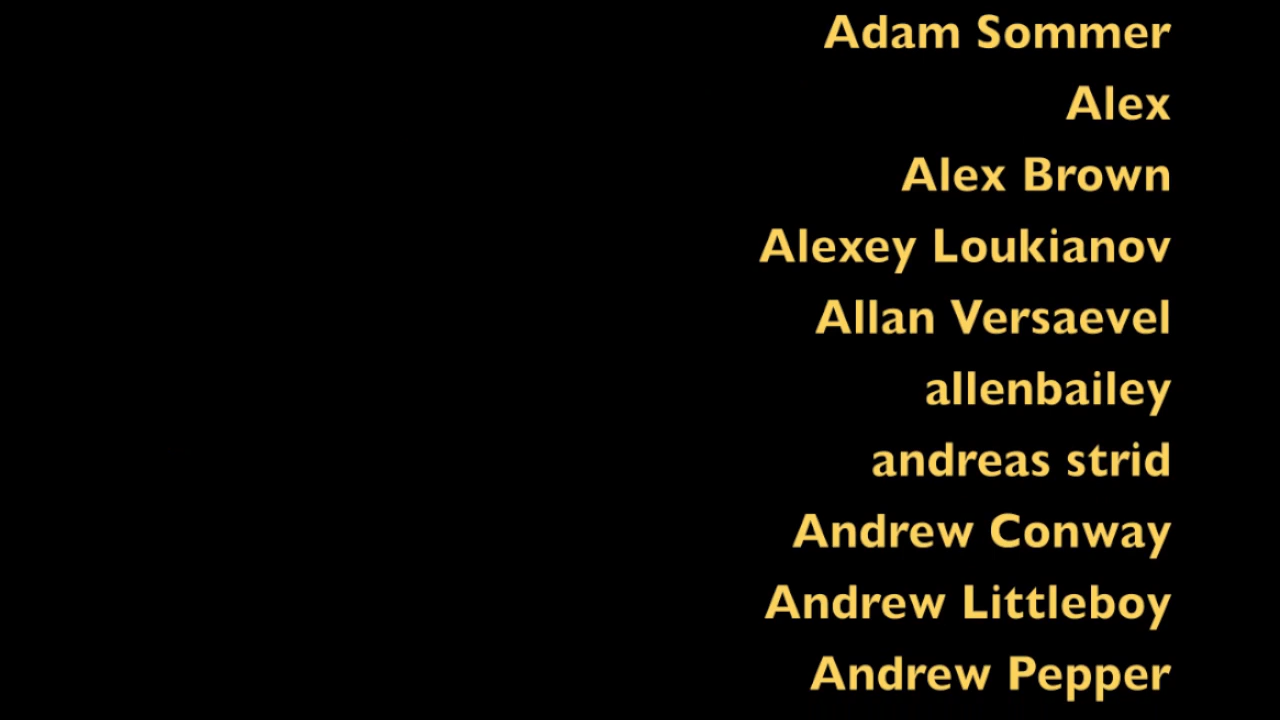 Adam Sommer
Alex
Alex Brown
Alexey Loukianov
Allan Versaevel
allenbailey
andreas strid
Andrew Conway
Andrew Littleboy
Andrew Pepper